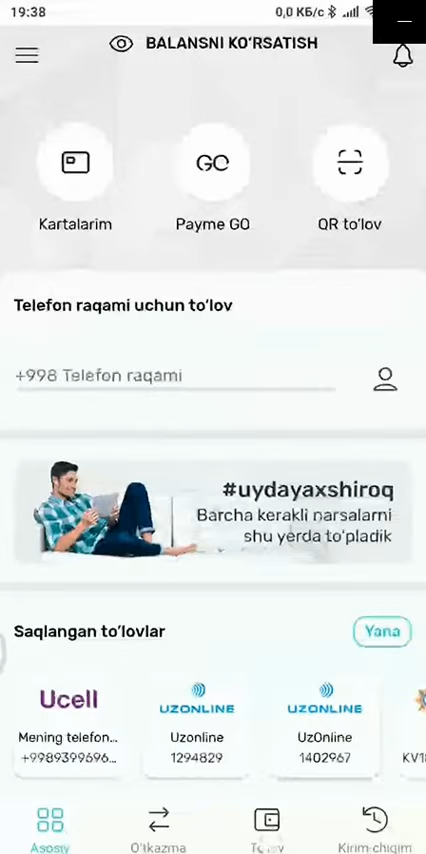 19:38
0,0 КБ/с
BALANSNI KO‘RSATISH
GO
Kartalarim
Payme GO
QR to‘lov
Telefon raqami uchun to‘lov
+998 Telefon raqami
#uydayaxshiroq
Barcha kerakli narsalarni
shu yerda to‘pladik
Saqlangan to‘lovlar
Yana
Ucell
UZONLINE
UZONLINE
Mening telefon...
Uzonline
UzOnline
+9989399696...
1294829
1402967
Asosiy
O‘tkazma
Kirim-chiqim